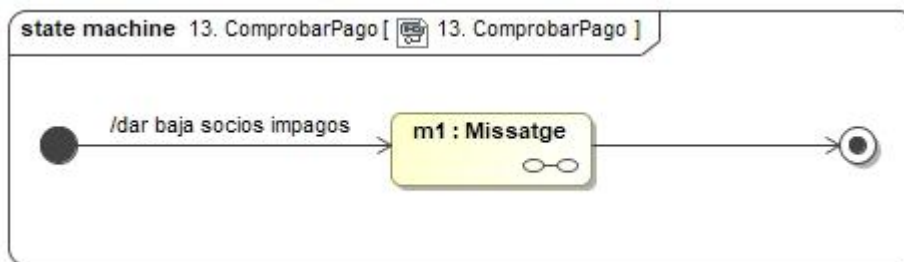 state machine 13. ComprobarPago [ 13. ComprobarPago ]
/dar baja socios impagos
m1 : Missatge